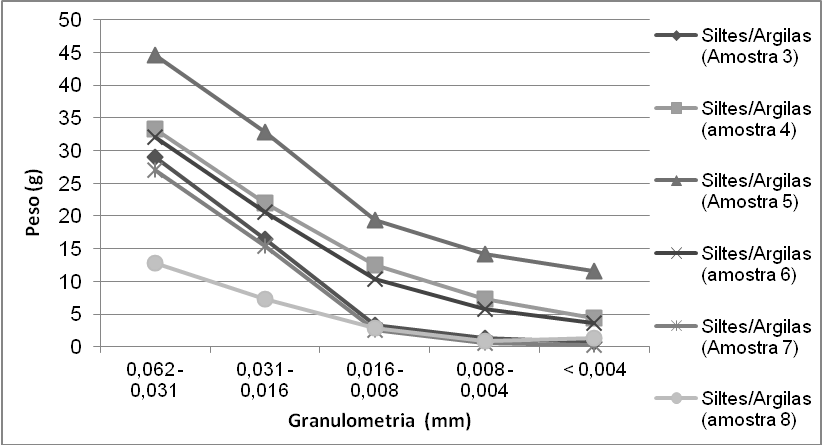 50
45
40
35
30
25
20
15
10
5
0
Peso (g)
0,062-
0,031
0,031-
0,016
0,016-
0,008
0,008-
0,004
< 0,004
Granulometria (mm)
Siltes/Argilas
(Amostra 3)
Siltes/Argilas
(amostra 4)
Siltes/Argilas
(Amostra 5)
Siltes/Argilas
(amostra 6)
Siltes/Argilas
(Amostra 7)
Siltes/Argilas
(amostra 8)